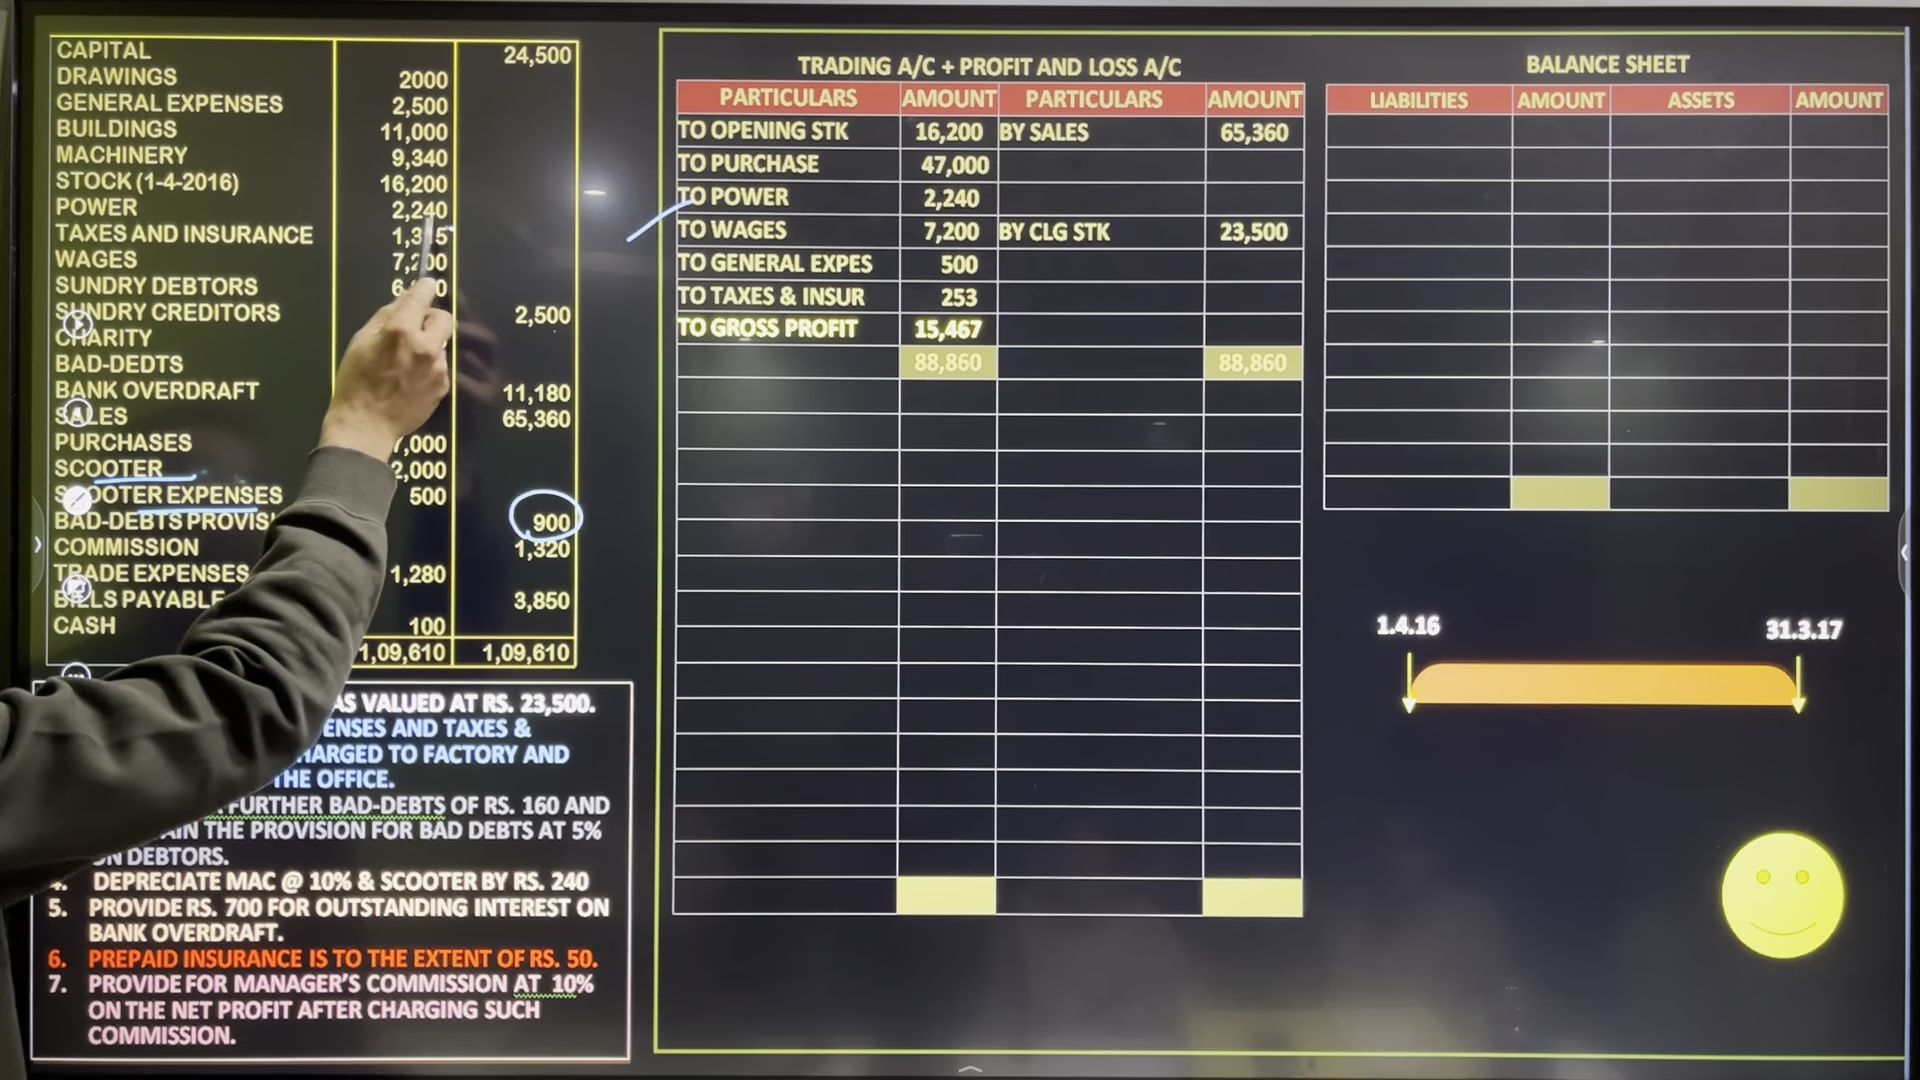 CAPITAL 24,500
DRAWINGS 2000
GENERAL EXPENSES 2,500
BUILDINGS 11,000
MACHINERY 9,340
STOCK (1-4-2016) 16,200
POWER 2,240
TAXES AND INSURANCE
WAGES
SUNDRY DEBTORS
SUNDRY CREDITORS 2,500
CHARITY
BAD-DEDTS
BANK OVERDRAFT 11,180
SALES 65,360
PURCHASES ,000
SCOOTER 2,000
SCOOTER EXPENSES 500
BAD-DEBTS 900
COMMISSION 1,320
TRADE EXPENSES 1,280
BILLS PAYABLE 3,850
CASH 100
1,09,610 1,09,610
AS VALUED AT RS. 23,500.
ENSES AND TAXES &
HARGED TO FACTORY AND
THE OFFICE.
FURTHER BAD-DEBTS OF RS. 160 AND
AIN THE PROVISION FOR BAD DEBTS AT 5%
ON DEBTORS.
4. DEPRECIATE MAC @ 10% & SCOOTER BY RS. 240
5. PROVIDE RS. 700 FOR OUTSTANDING INTEREST ON
BANK OVERDRAFT.
6. PREPAID INSURANCE IS TO THE EXTENT OF RS. 50.
7. PROVIDE FOR MANAGER'S COMMISSION AT 10%
ON THE NET PROFIT AFTER CHARGING SUCH
COMMISSION.
TRADING A/C + PROFIT AND LOSS A/C
PARTICULARS AMOUNT PARTICULARS AMOUNT
TO OPENING STK 16,200 BY SALES 65,360
TO PURCHASE 47,000
TO POWER 2,240
TO WAGES 7,200 BY CLG STK 23,500
TO GENERAL EXPES 500
TO TAXES & INSUR 253
TO GROSS PROFIT 15,467
88,860 88,860
BALANCE SHEET
LIABILITIES AMOUNT ASSETS AMOUNT
1.4.16 31.3.17